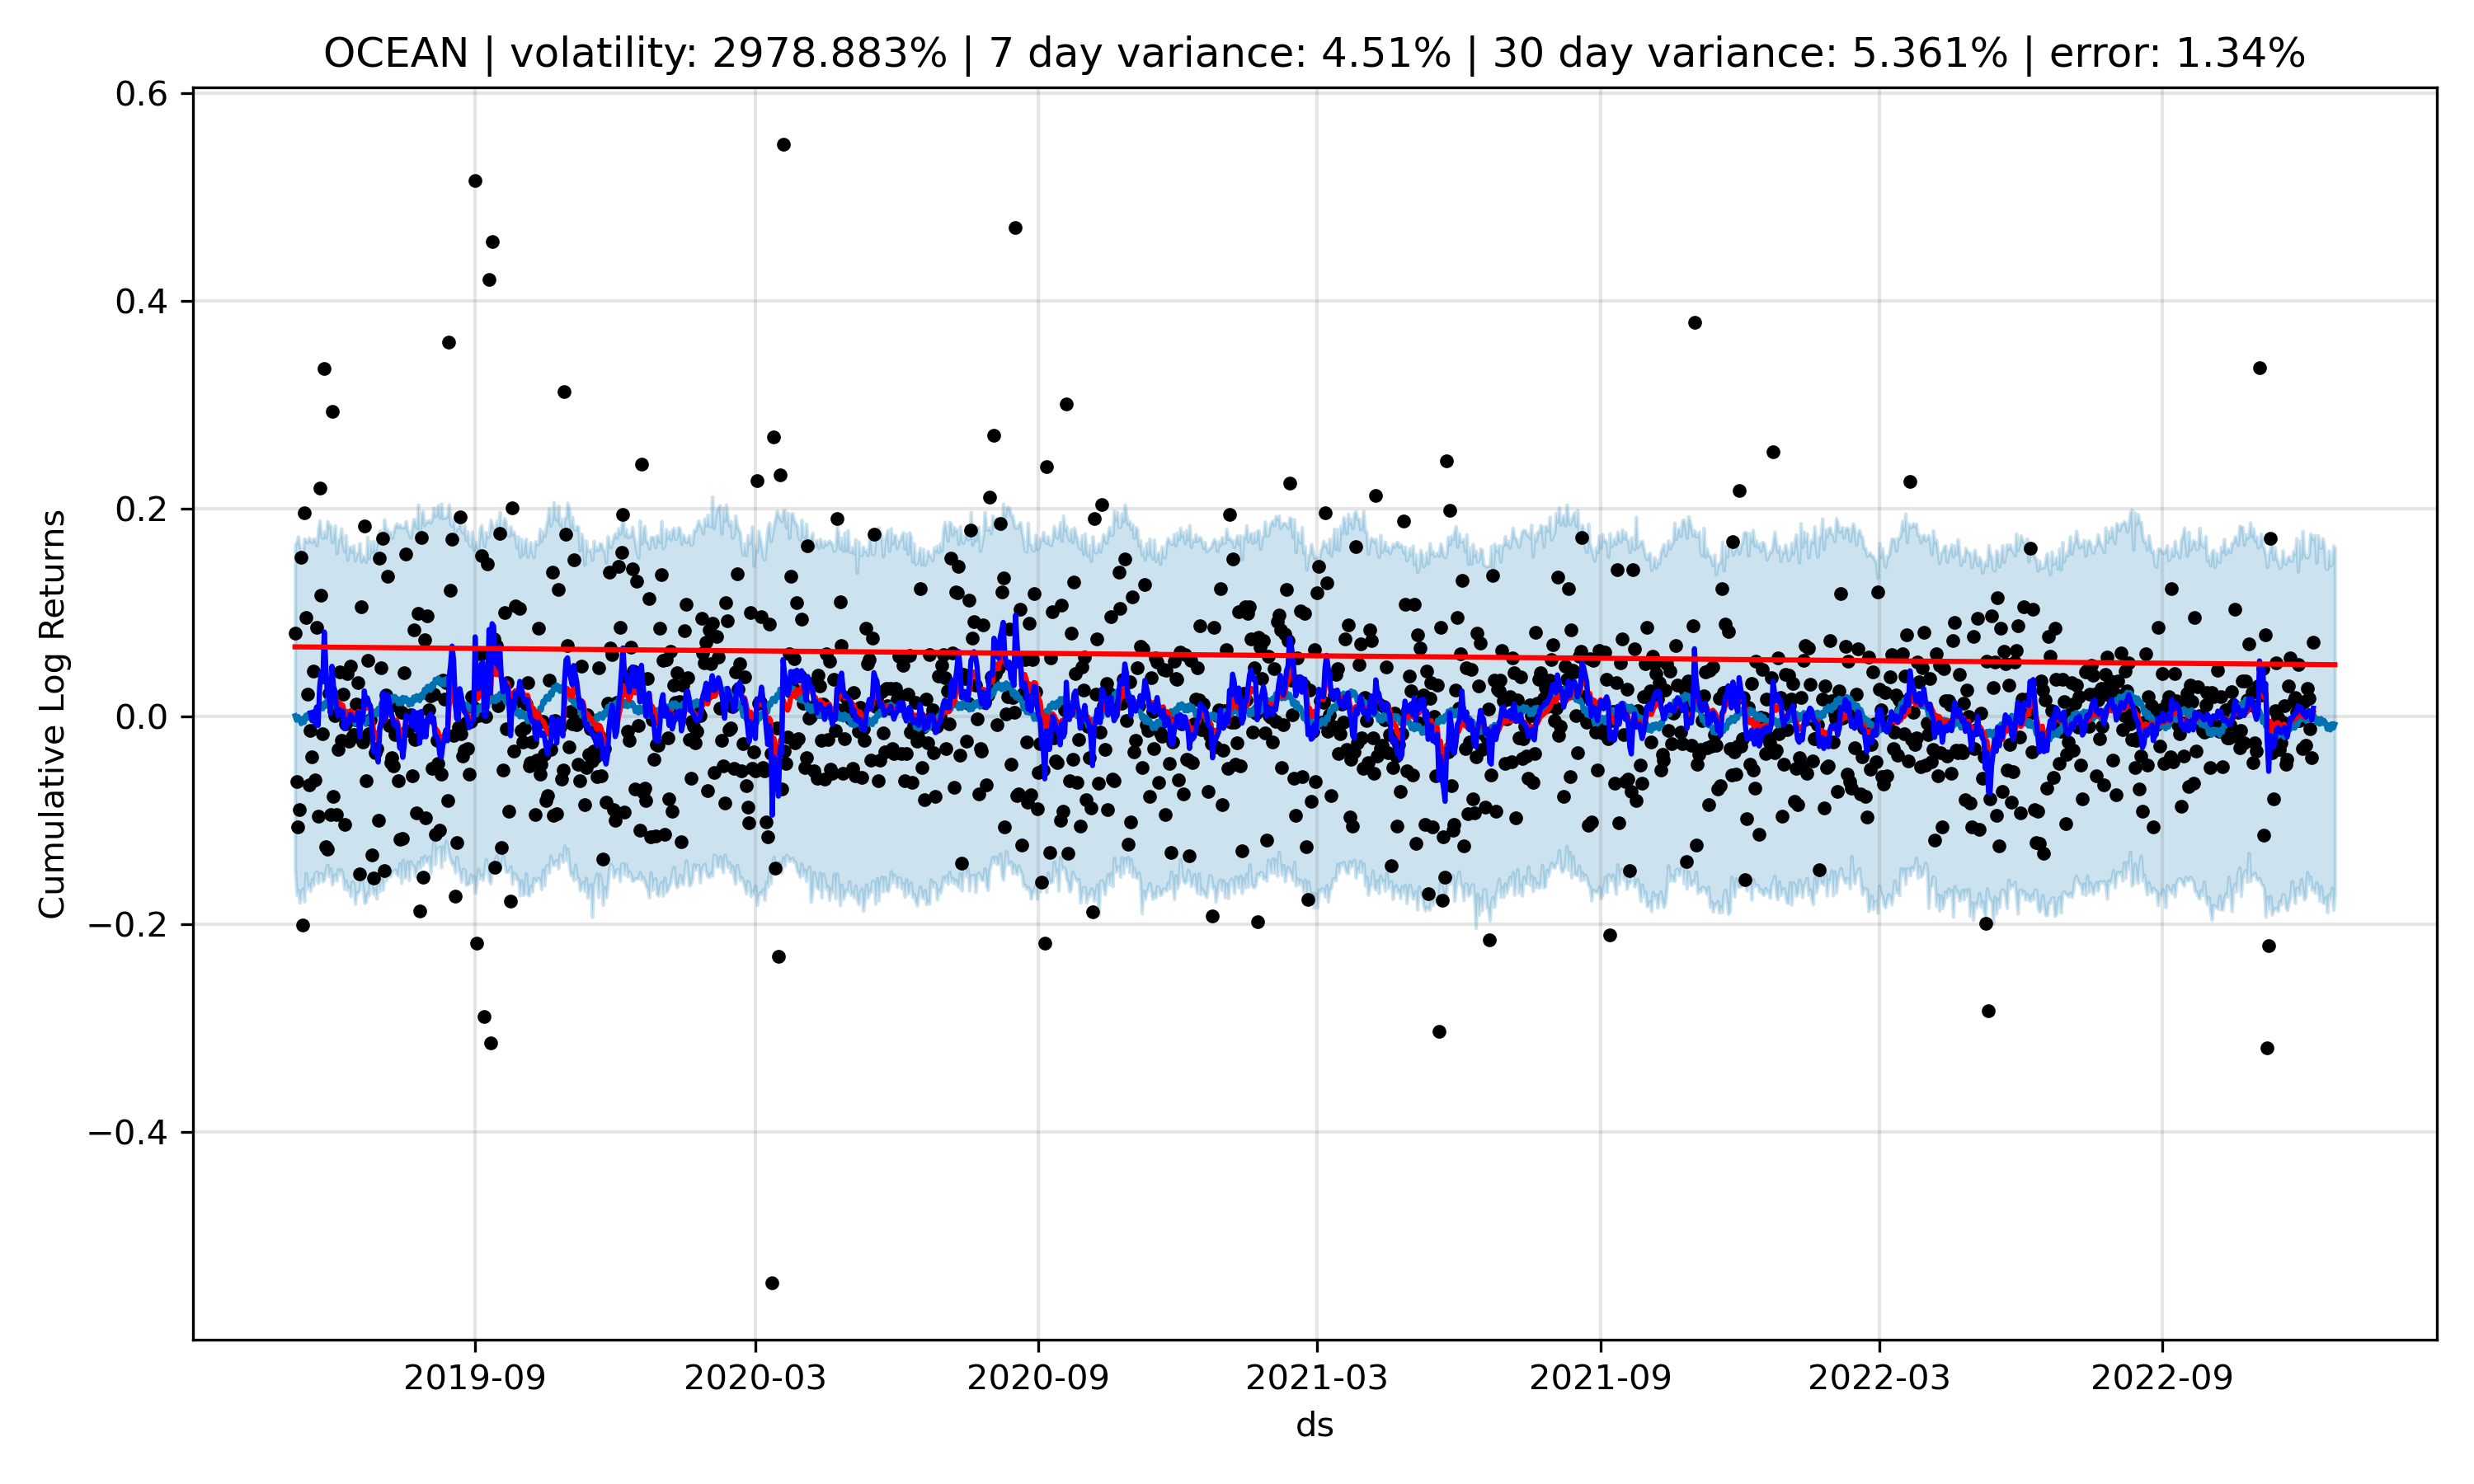 OCEAN | volatility: 2978.883% | 7 day variance: 4.51% | 30 day variance: 5.361% | error: 1.34%
0.6
0.4
0.2
0.0
−0.2
−0.4
Cumulative Log Returns
2019-09 2020-03 2020-09 2021-03 2021-09 2022-03 2022-09
ds